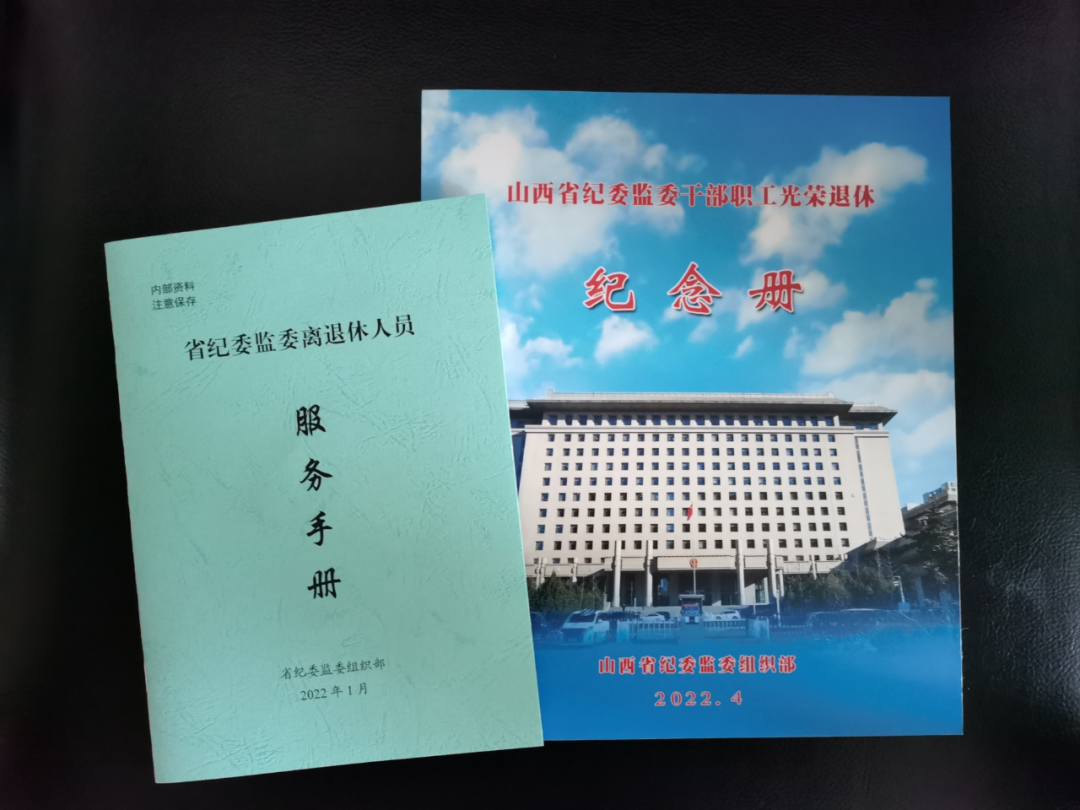 内部资料
注意保存
省纪委监委离退休人员
服务手册
省纪委监委组织部
2022年1月
山西省纪委监委干部职工光荣退休
纪念册
山西省纪委监委组织部
2022.4